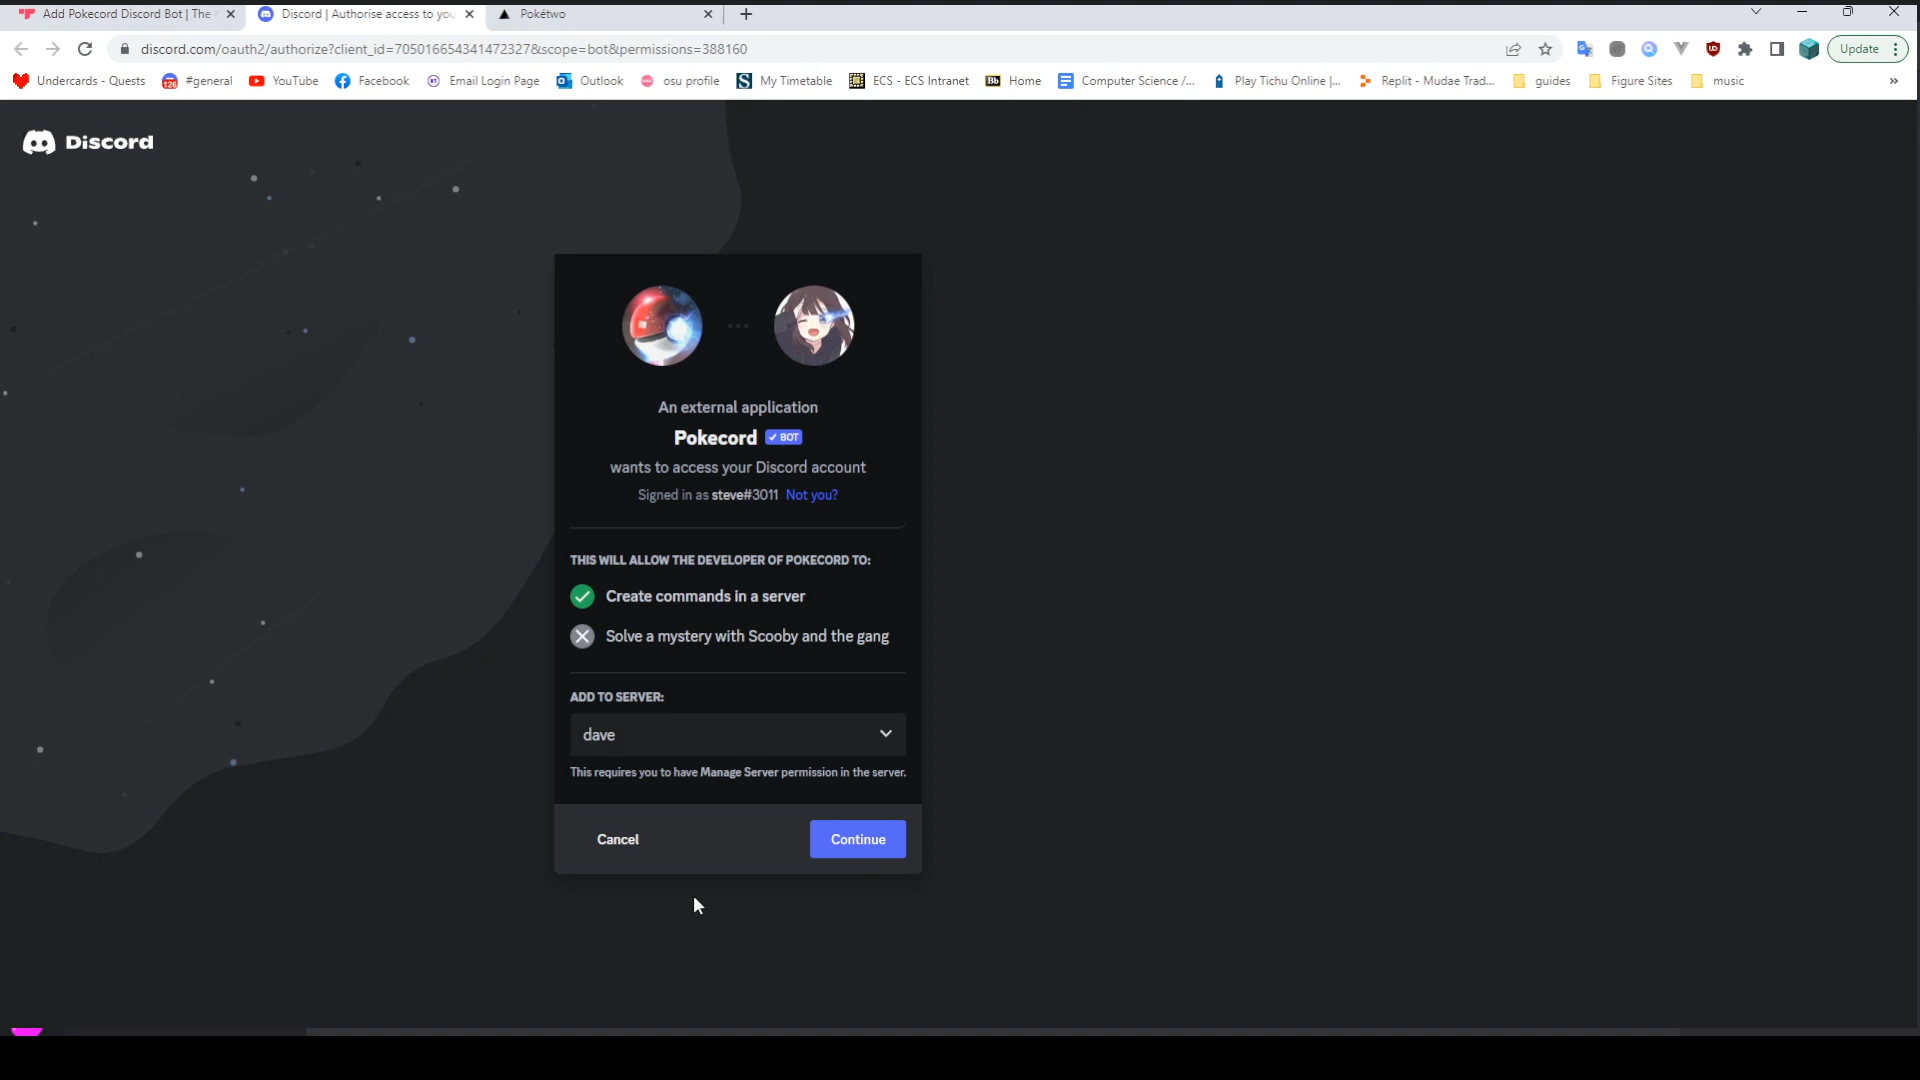 Add Pokecord Discord Bot | The
Discord | Authorise access to you
Pokétwo
discord.com/oauth2/authorize?client_id=705016654341472327&scope=bot&permissions=388160
Update
Undercards - Quests
126
#general
YouTube
Facebook
Email Login Page
Outlook
osu profile
My Timetable
ECS - ECS Intranet
Bb
Home
Computer Science /...
Play Tichu Online |...
Replit - Mudae Trad...
guides
Figure Sites
music
»
Discord
An external application
Pokecord ✓ BOT
wants to access your Discord account
Signed in as steve#3011 Not you?
THIS WILL ALLOW THE DEVELOPER OF POKECORD TO:
Create commands in a server
Solve a mystery with Scooby and the gang
ADD TO SERVER:
dave
This requires you to have Manage Server permission in the server.
Cancel
Continue